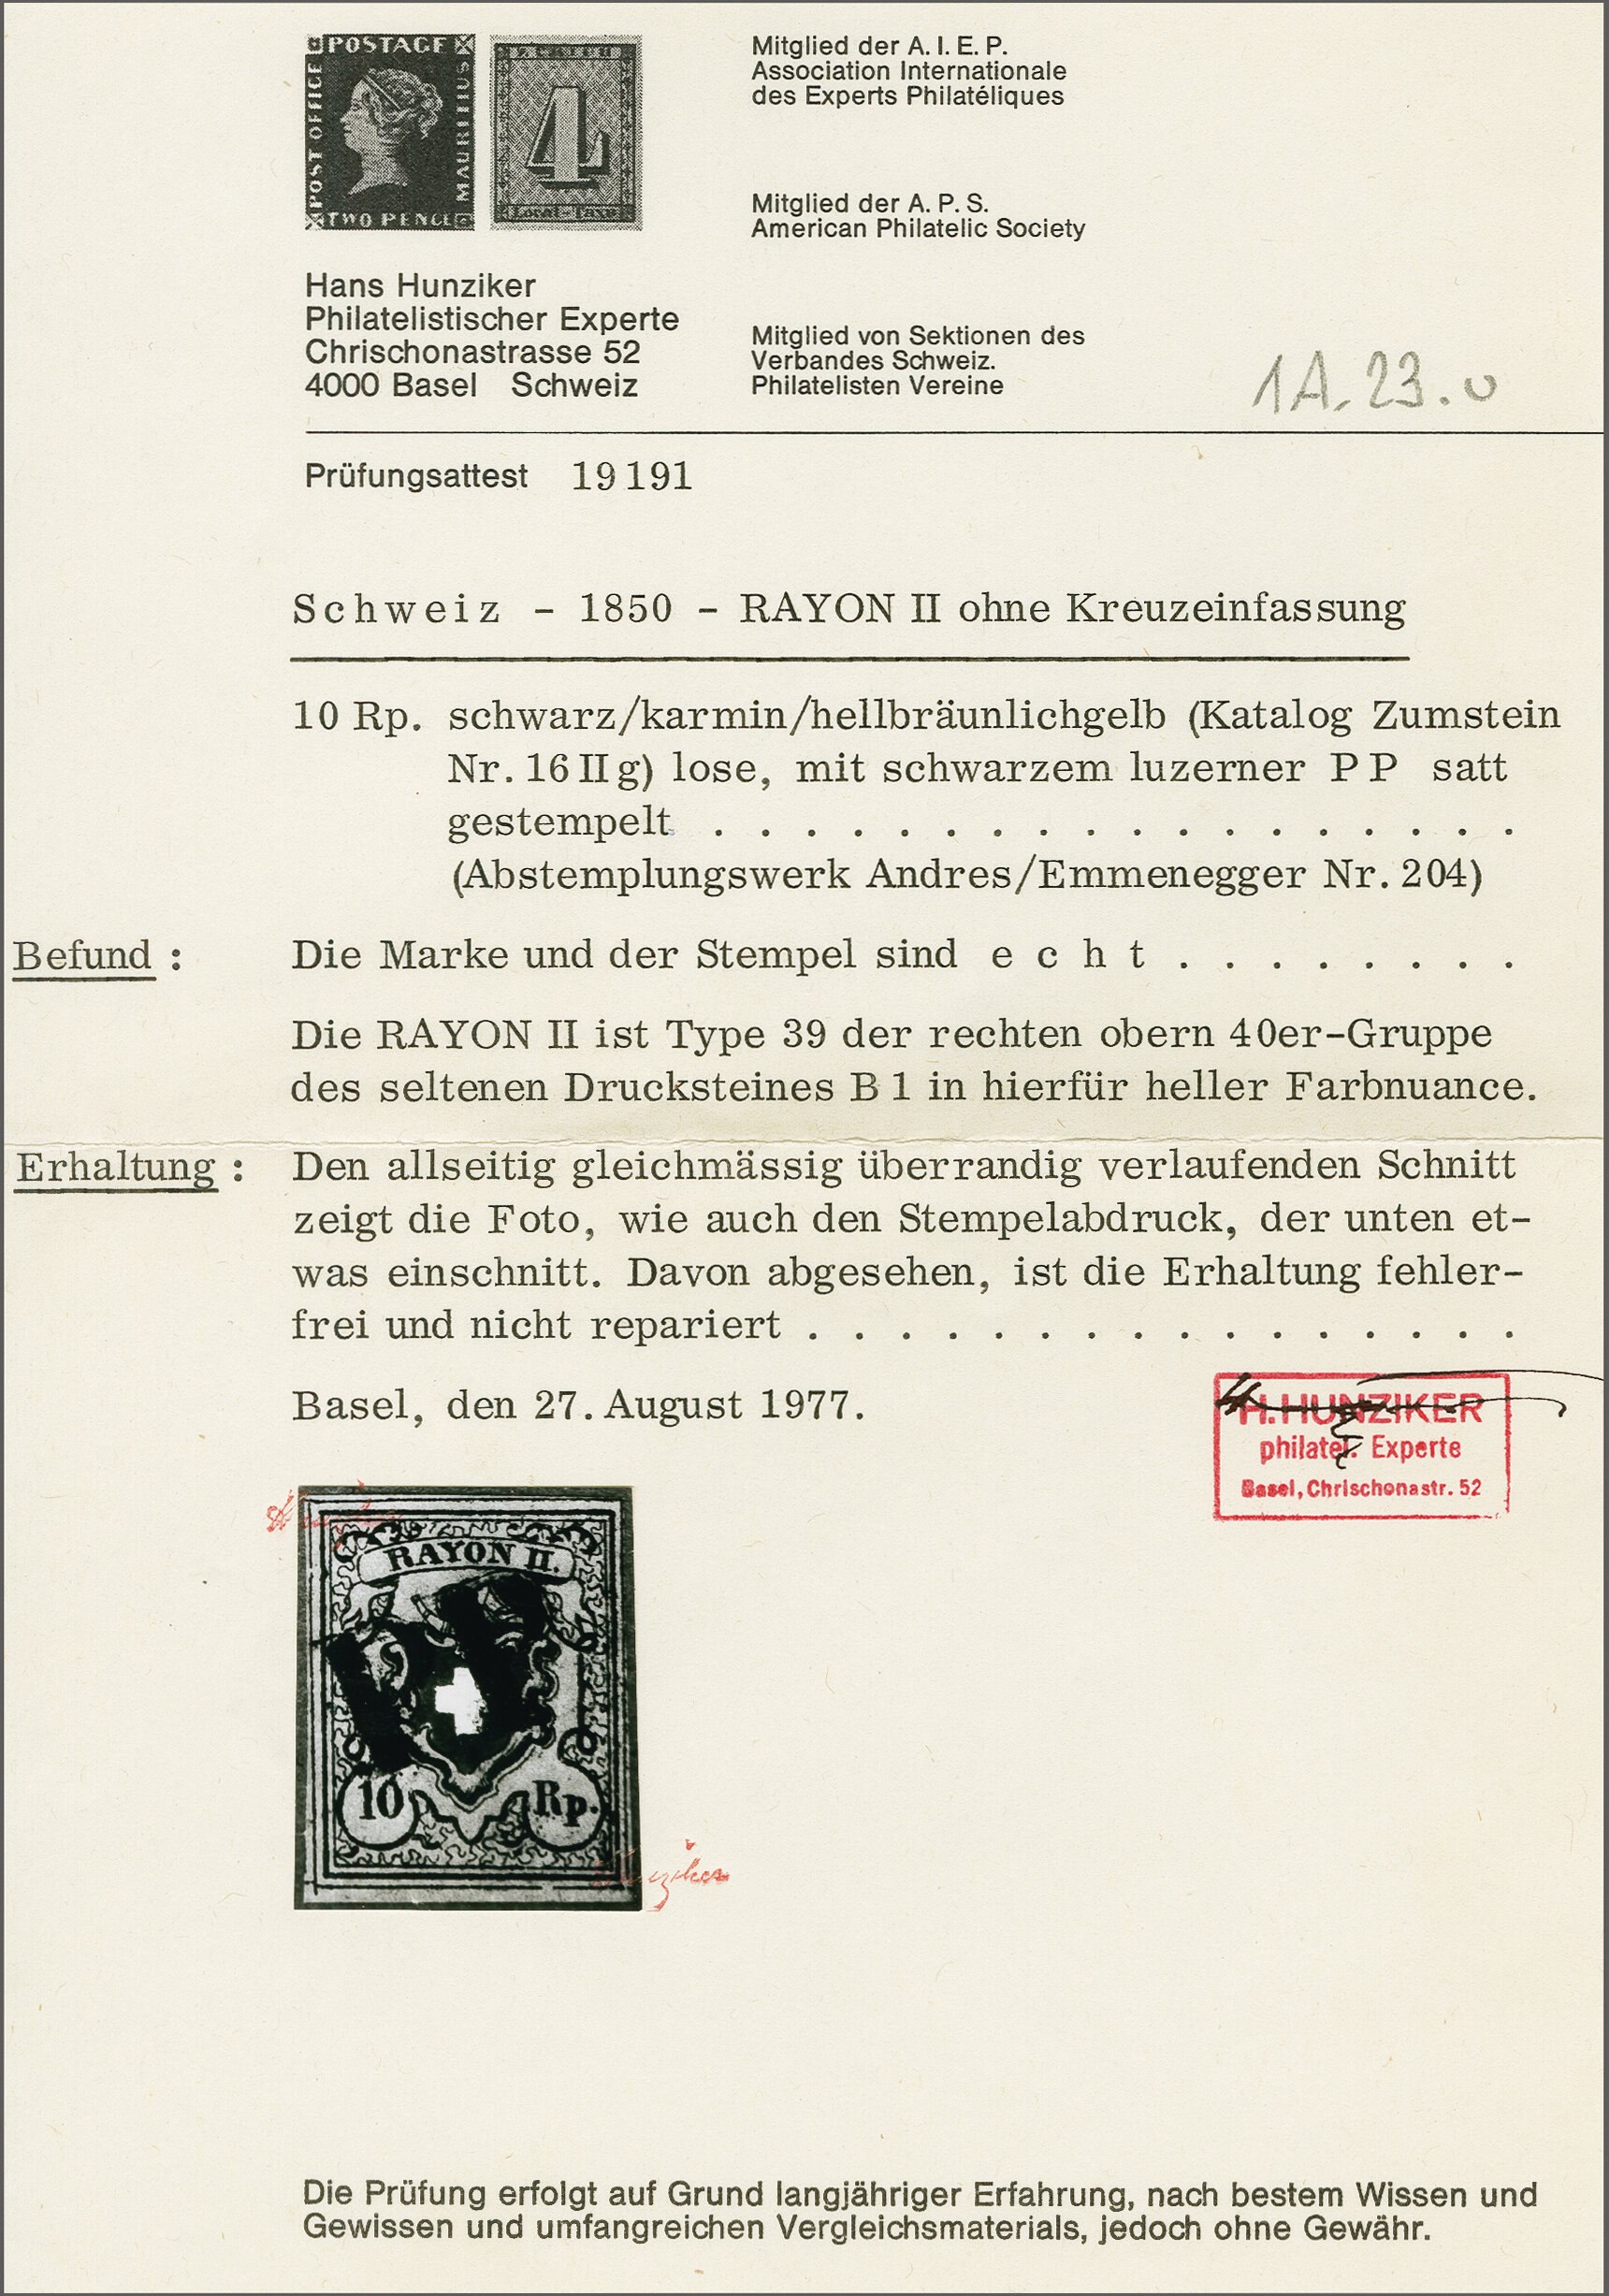 POSTAGE
POST OFFICE
MAURITIUS
TWO PENCE
ZÜRICH
4
Local-Taxe
Mitglied der A. I. E. P.
Association Internationale
des Experts Philatéliques
Mitglied der A. P. S.
American Philatelic Society
Hans Hunziker
Philatelistischer Experte
Chrischonastrasse 52
4000 Basel Schweiz
Mitglied von Sektionen des
Verbandes Schweiz.
Philatelisten Vereine
1A. 23.
Prüfungsattest 19 191
Schweiz - 1850 - RAYON II ohne Kreuzeinfassung
10 Rp. schwarz/karmin/hellbräunlichgelb (Katalog Zumstein
Nr. 16 II g) lose, mit schwarzem luzerner P P satt
gestempelt . . . . . . . . . . . . . . . . . .
(Abstemplungswerk Andres/Emmenegger Nr. 204)
Befund : Die Marke und der Stempel sind e c h t . . . . . . . .
Die RAYON II ist Type 39 der rechten obern 40er-Gruppe
des seltenen Drucksteines B 1 in hierfür heller Farbnuance.
Erhaltung : Den allseitig gleichmässig überrandig verlaufenden Schnitt
zeigt die Foto, wie auch den Stempelabdruck, der unten et-
was einschnitt. Davon abgesehen, ist die Erhaltung fehler-
frei und nicht repariert . . . . . . . . . . . . . . . .
Basel, den 27. August 1977.
H. HUNZIKER
philatel. Experte
Basel, Chrischonastr. 52
RAYON II.
10 Rp.
Die Prüfung erfolgt auf Grund langjähriger Erfahrung, nach bestem Wissen und
Gewissen und umfangreichen Vergleichsmaterials, jedoch ohne Gewähr.